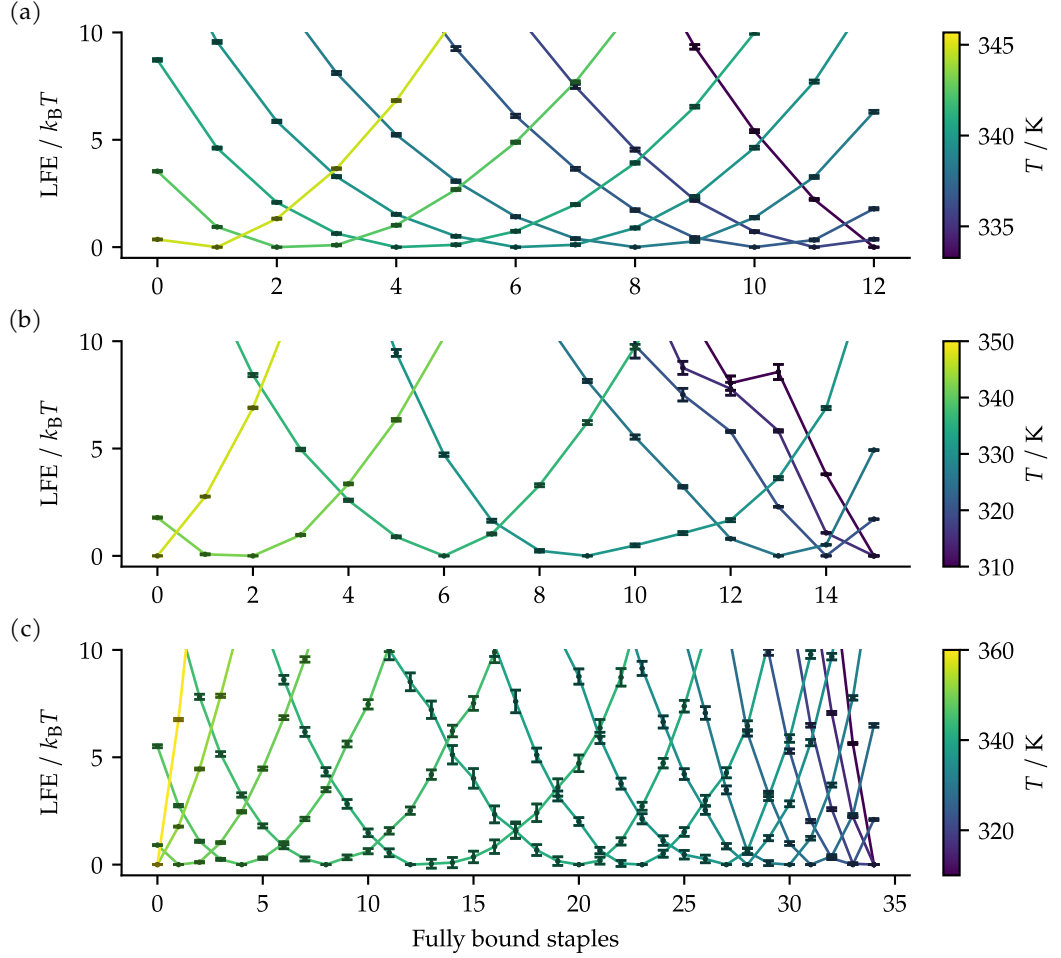 (a)
10
5
0
LFE / kBT
0 2 4 6 8 10 12
345
340
335
T / K
(b)
10
5
0
LFE / kBT
0 2 4 6 8 10 12 14
350
340
330
320
310
T / K
(c)
10
5
0
LFE / kBT
0 5 10 15 20 25 30 35
Fully bound staples
360
340
320
T / K